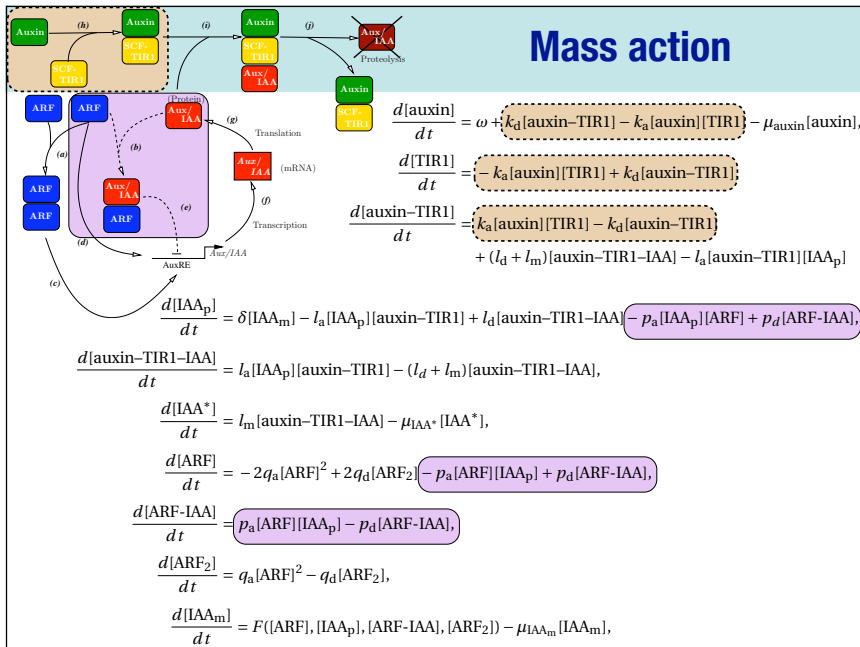 Mass action
(h)
Auxin
SCF-
TIR1
Auxin
SCF-
TIR1
(i)
Auxin
SCF-
TIR1
Aux/
IAA
(j)
Aux/
IAA
Proteolysis
Auxin
SCF-
TIR1
ARF
ARF
(Protein)
Aux/
IAA
(a)
(b)
(g)
Translation
Aux/
IAA
(mRNA)
ARF
ARF
Aux/
IAA
ARF
(e)
(f)
Transcription
(d)
Aux/IAA
AuxRE
(c)
d[auxin]/dt = ω + k_d[auxin–TIR1] − k_a[auxin][TIR1] − μ_auxin[auxin],
d[TIR1]/dt = − k_a[auxin][TIR1] + k_d[auxin–TIR1]
d[auxin–TIR1]/dt = k_a[auxin][TIR1] − k_d[auxin–TIR1]
+ (l_d + l_m)[auxin–TIR1–IAA] − l_a[auxin–TIR1][IAA_p]
d[IAA_p]/dt = δ[IAA_m] − l_a[IAA_p][auxin–TIR1] + l_d[auxin–TIR1–IAA] − p_a[IAA_p][ARF] + p_d[ARF-IAA],
d[auxin–TIR1–IAA]/dt = l_a[IAA_p][auxin–TIR1] − (l_d + l_m)[auxin–TIR1–IAA],
d[IAA*]/dt = l_m[auxin–TIR1–IAA] − μ_IAA*[IAA*],
d[ARF]/dt = −2q_a[ARF]² + 2q_d[ARF₂] − p_a[ARF][IAA_p] + p_d[ARF-IAA],
d[ARF-IAA]/dt = p_a[ARF][IAA_p] − p_d[ARF-IAA],
d[ARF₂]/dt = q_a[ARF]² − q_d[ARF₂],
d[IAA_m]/dt = F([ARF], [IAA_p], [ARF-IAA], [ARF₂]) − μ_IAA_m[IAA_m],